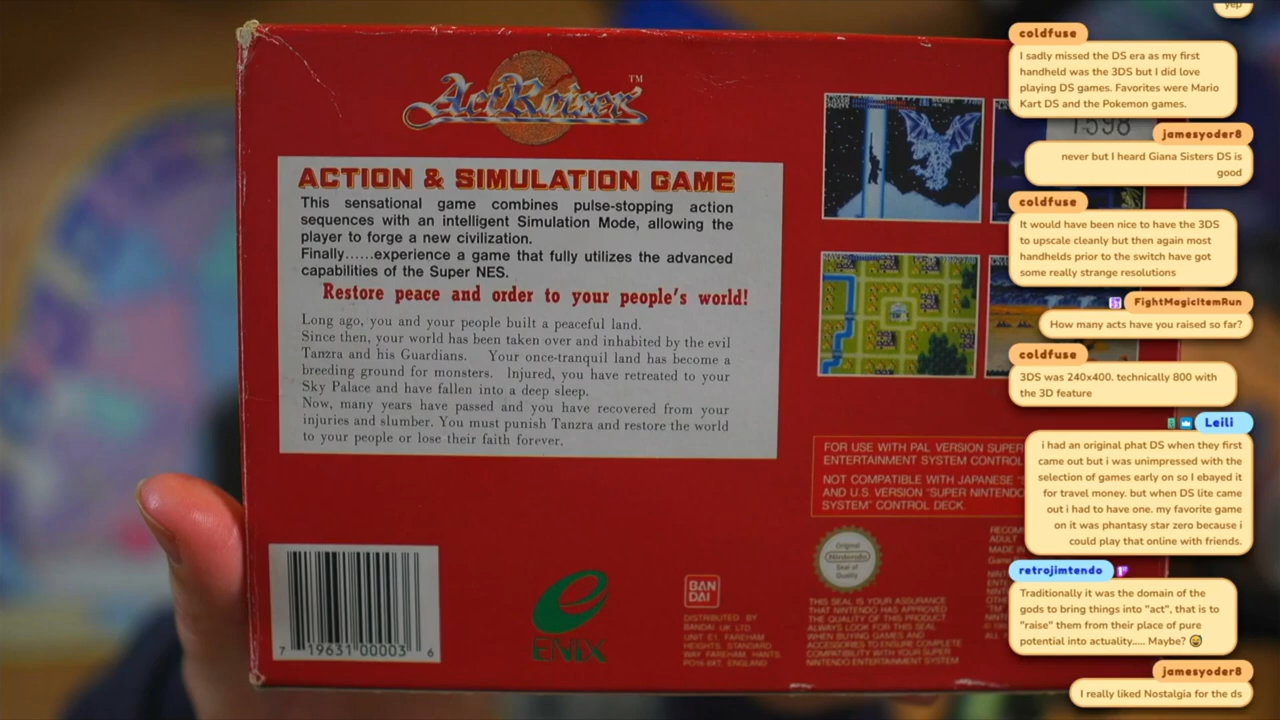 ActRaiser
TM
ACTION & SIMULATION GAME
This sensational game combines pulse-stopping action
sequences with an intelligent Simulation Mode, allowing the
player to forge a new civilization.
Finally......experience a game that fully utilizes the advanced
capabilities of the Super NES.
Restore peace and order to your people's world!
Long ago, you and your people built a peaceful land.
Since then, your world has been taken over and inhabited by the evil
Tanzra and his Guardians. Your once-tranquil land has become a
breeding ground for monsters. Injured, you have retreated to your
Sky Palace and have fallen into a deep sleep.
Now, many years have passed and you have recovered from your
injuries and slumber. You must punish Tanzra and restore the world
to your people or lose their faith forever.
7 19631 00003 6
ENIX
BAN
DAI
DISTRIBUTED BY
BANDAI UK LTD
UNIT E1, FAREHAM
HEIGHTS, STANDARD
WAY, FAREHAM, HANTS,
PO16 8XT, ENGLAND
1598
FOR USE WITH PAL VERSION SUPER
ENTERTAINMENT SYSTEM CONTROL
NOT COMPATIBLE WITH JAPANESE
AND U.S. VERSION "SUPER NINTENDO
SYSTEM" CONTROL DECK.
Original
Nintendo
Seal of
Quality
THIS SEAL IS YOUR ASSURANCE
THAT NINTENDO HAS APPROVED
THE QUALITY OF THIS PRODUCT.
ALWAYS LOOK FOR THIS SEAL
WHEN BUYING GAMES AND
ACCESSORIES TO ENSURE COMPLETE
COMPATIBILITY WITH YOUR SUPER
NINTENDO ENTERTAINMENT SYSTEM
ADULT
MADE IN
yep
coldfuse
I sadly missed the DS era as my first
handheld was the 3DS but I did love
playing DS games. Favorites were Mario
Kart DS and the Pokemon games.
jamesyoder8
never but I heard Giana Sisters DS is
good
coldfuse
It would have been nice to have the 3DS
to upscale cleanly but then again most
handhelds prior to the switch have got
some really strange resolutions
FightMagicItemRun
How many acts have you raised so far?
coldfuse
3DS was 240x400. technically 800 with
the 3D feature
Leili
i had an original phat DS when they first
came out but i was unimpressed with the
selection of games early on so I ebayed it
for travel money. but when DS lite came
out i had to have one. my favorite game
on it was phantasy star zero because i
could play that online with friends.
retrojimtendo
Traditionally it was the domain of the
gods to bring things into "act", that is to
"raise" them from their place of pure
potential into actuality..... Maybe? 😅
jamesyoder8
I really liked Nostalgia for the ds